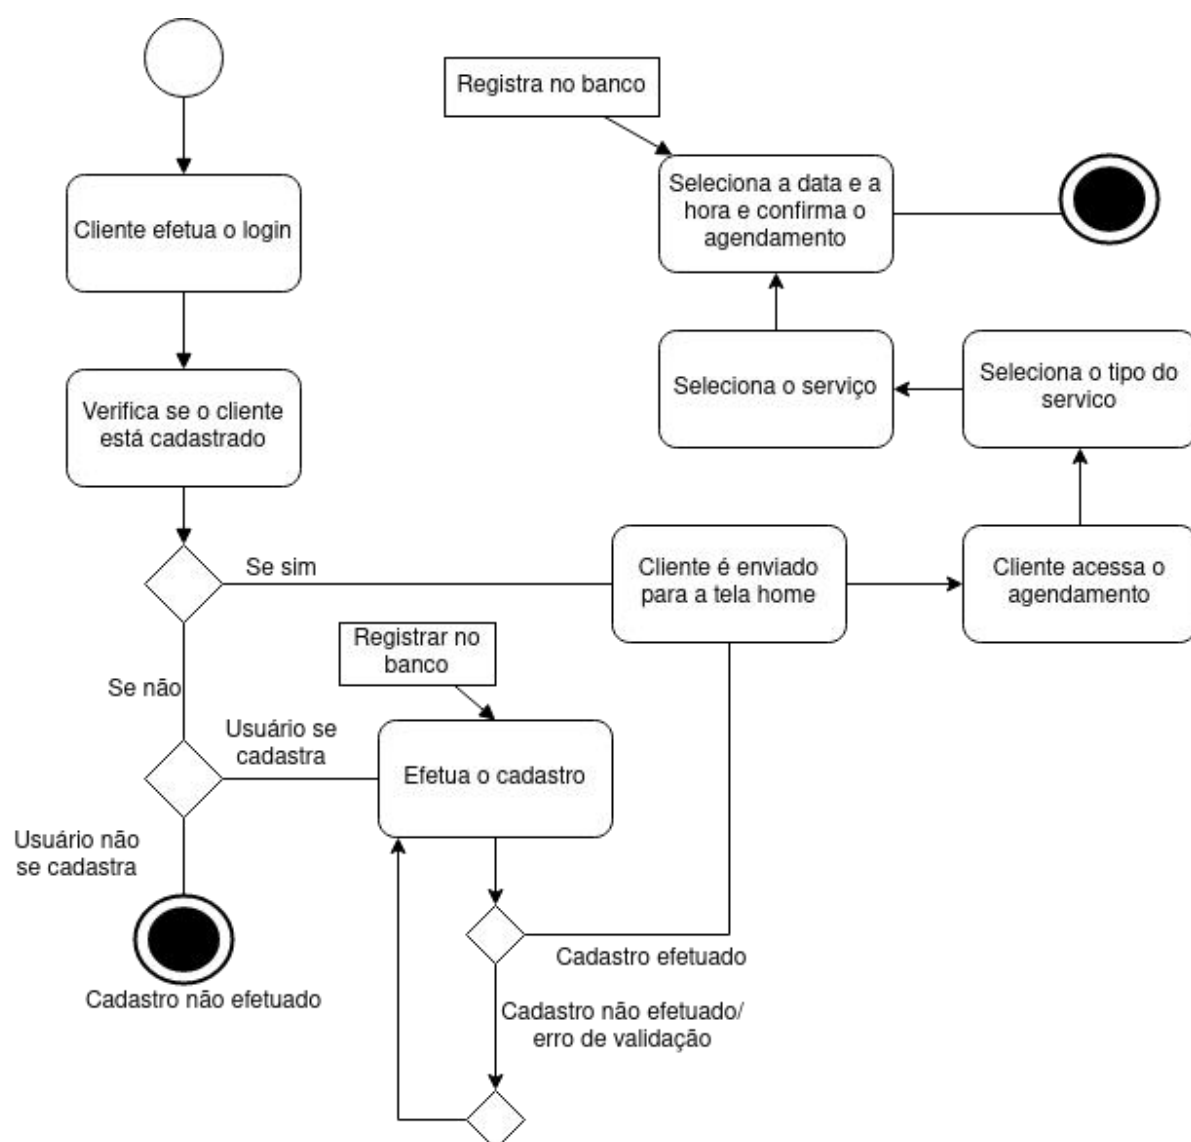 Registra no banco
Seleciona a data e a
hora e confirma o
agendamento
Cliente efetua o login
Seleciona o serviço
Seleciona o tipo do
servico
Verifica se o cliente
está cadastrado
Se sim
Cliente é enviado
para a tela home
Cliente acessa o
agendamento
Registrar no
banco
Se não
Usuário se
cadastra
Efetua o cadastro
Usuário não
se cadastra
Cadastro efetuado
Cadastro não efetuado
Cadastro não efetuado/
erro de validação